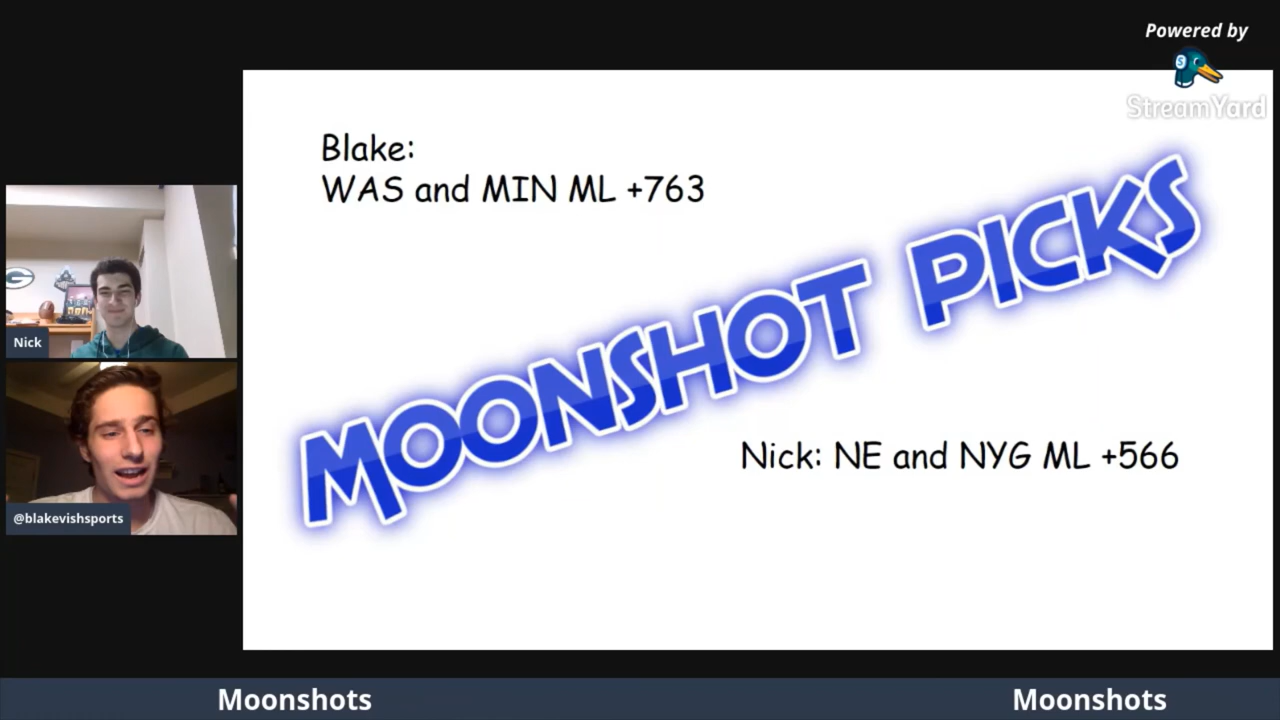 Powered by
StreamYard
Blake:
WAS and MIN ML +763
MOONSHOT PICKS
Nick
Nick: NE and NYG ML +566
@blakevishsports
Moonshots
Moonshots